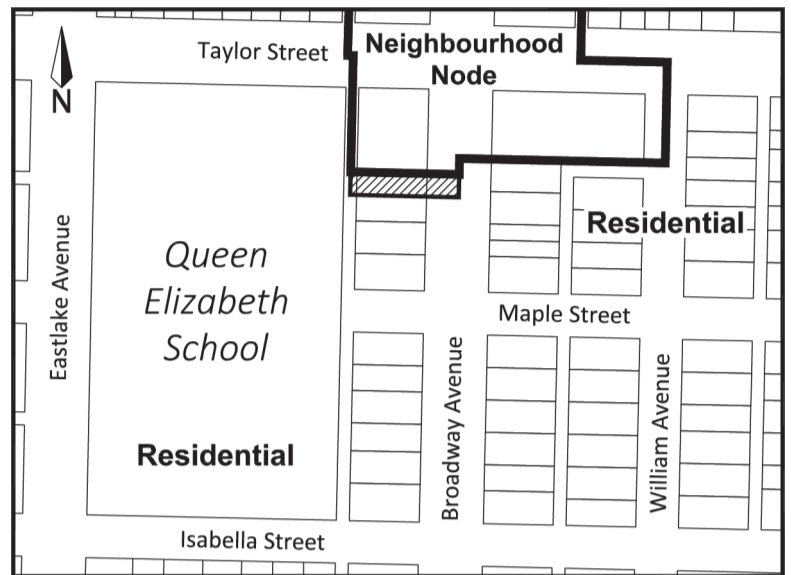 Taylor Street
Neighbourhood
Node
N
Eastlake Avenue
Queen
Elizabeth
School
Residential
Maple Street
Broadway Avenue
William Avenue
Residential
Isabella Street